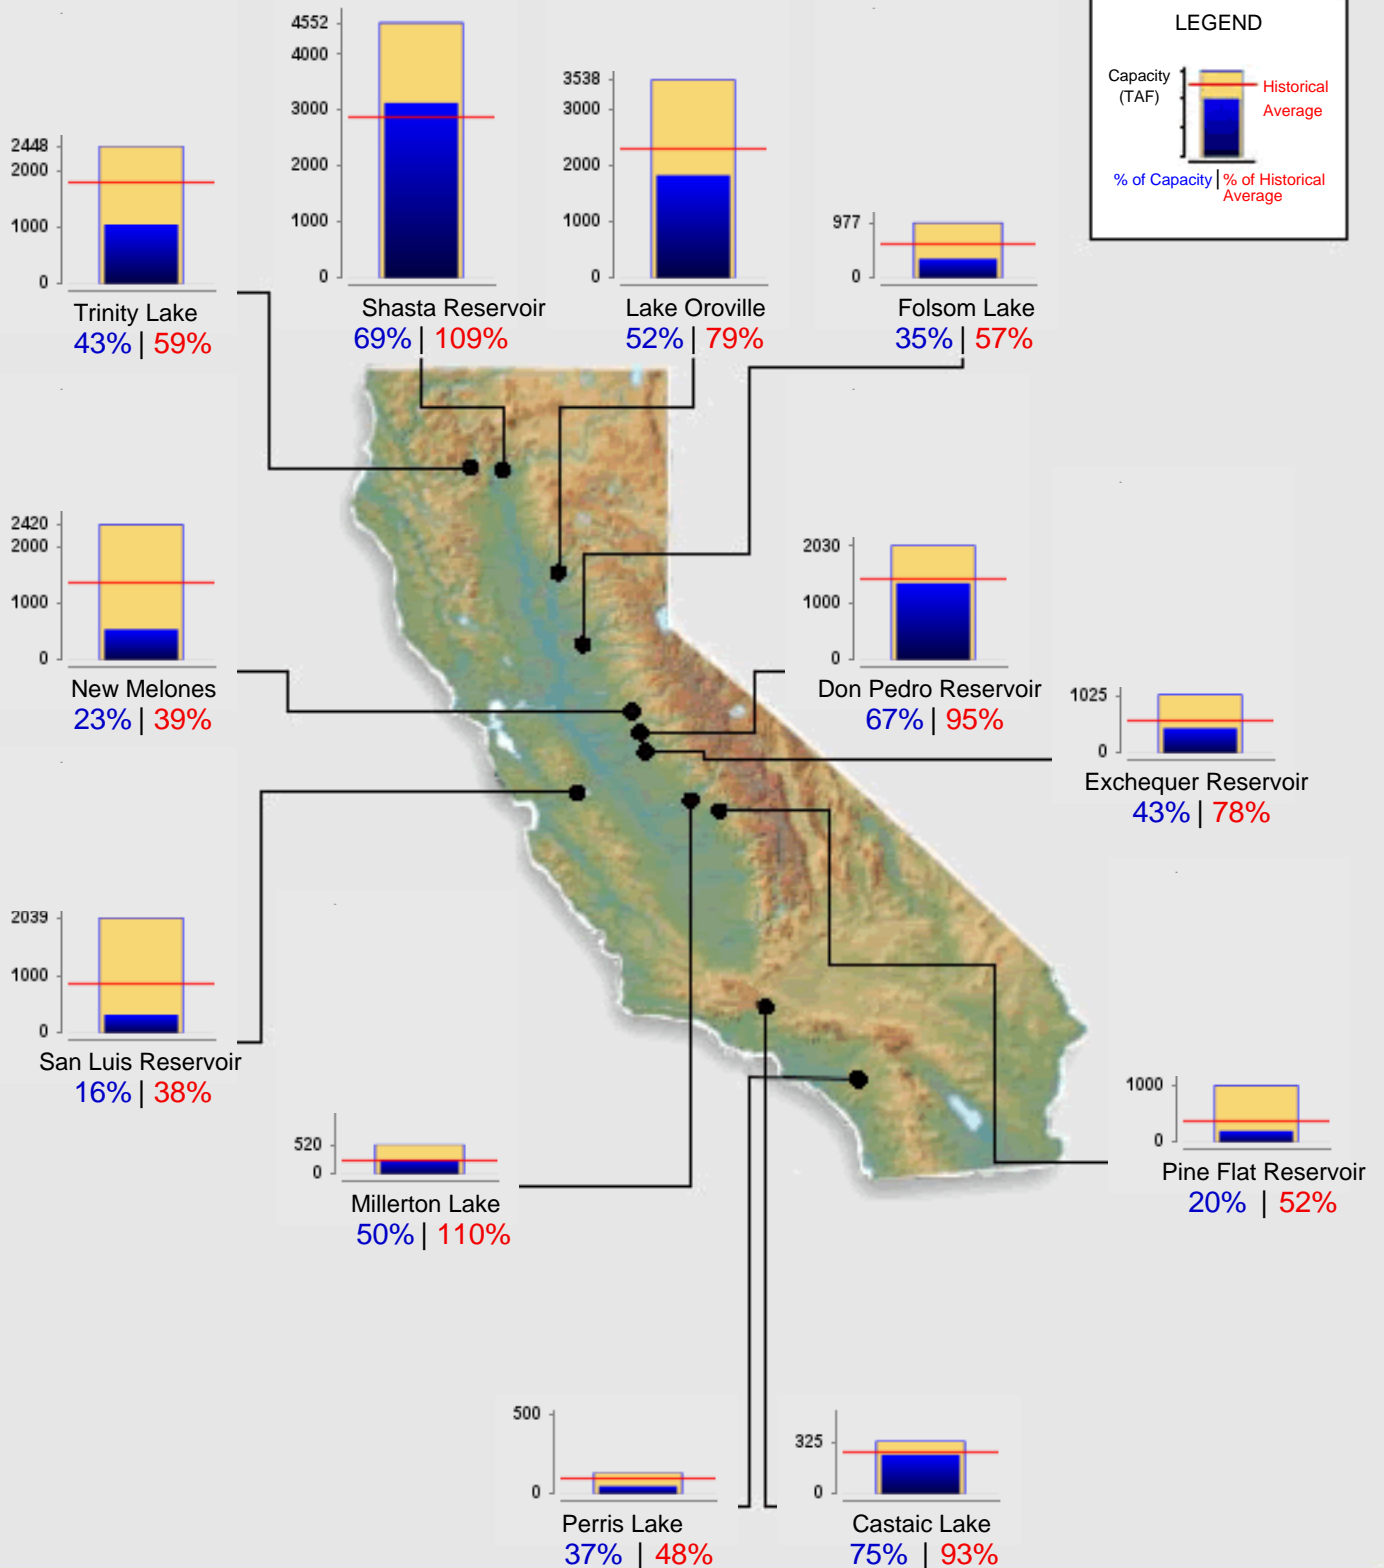 LEGEND
Capacity
(TAF)
Historical
Average
% of Capacity | % of Historical
Average
2448
2000
1000
0
Trinity Lake
43% | 59%
4552
4000
3000
2000
1000
0
Shasta Reservoir
69% | 109%
3538
3000
2000
1000
0
Lake Oroville
52% | 79%
977
0
Folsom Lake
35% | 57%
2420
2000
1000
0
New Melones
23% | 39%
2030
1000
0
Don Pedro Reservoir
67% | 95%
1025
0
Exchequer Reservoir
43% | 78%
2039
1000
0
San Luis Reservoir
16% | 38%
520
0
Millerton Lake
50% | 110%
1000
0
Pine Flat Reservoir
20% | 52%
500
0
Perris Lake
37% | 48%
325
0
Castaic Lake
75% | 93%